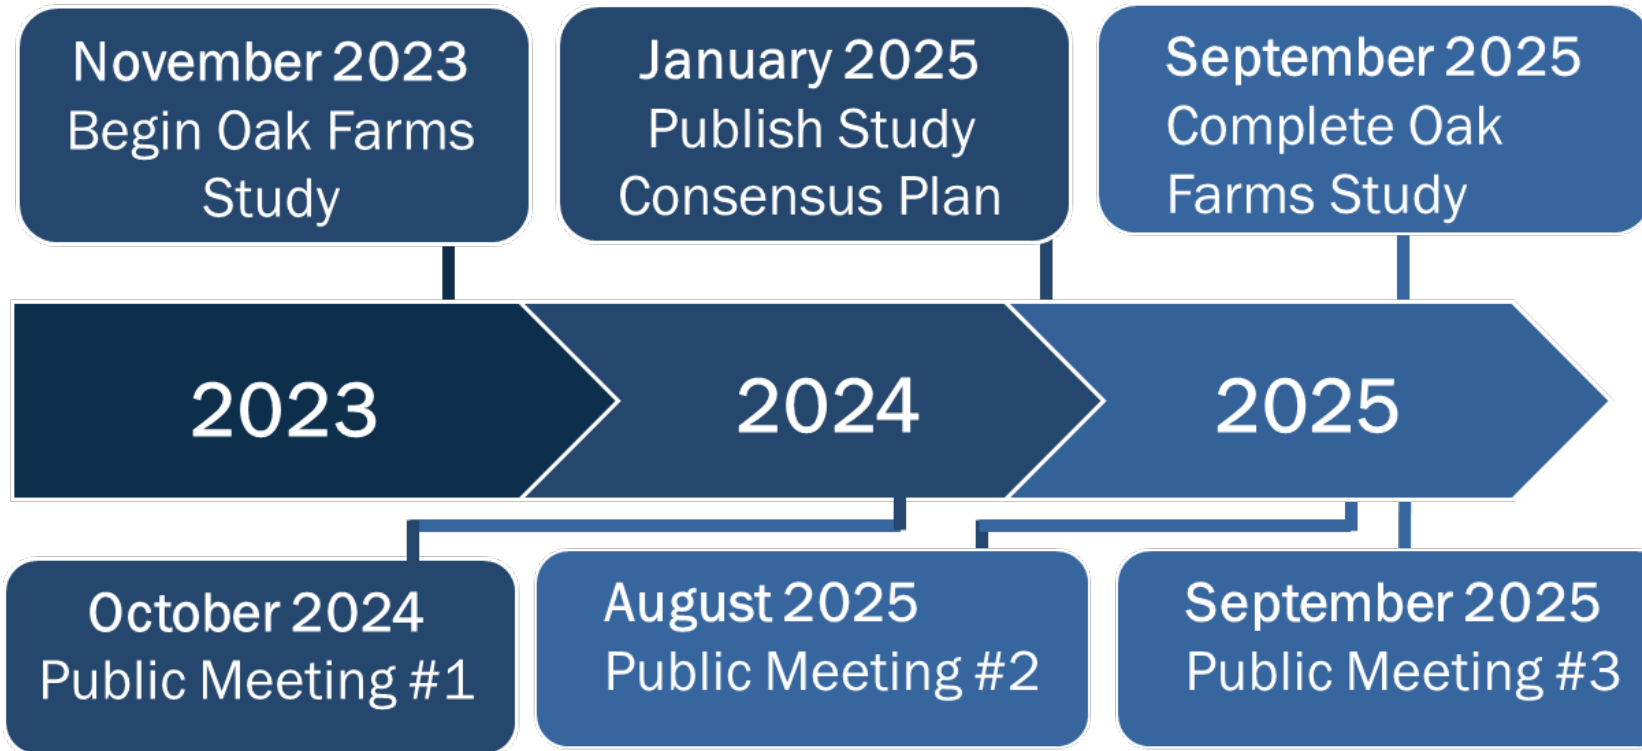 November 2023
Begin Oak Farms
Study
January 2025
Publish Study
Consensus Plan
September 2025
Complete Oak
Farms Study
2023
2024
2025
October 2024
Public Meeting #1
August 2025
Public Meeting #2
September 2025
Public Meeting #3